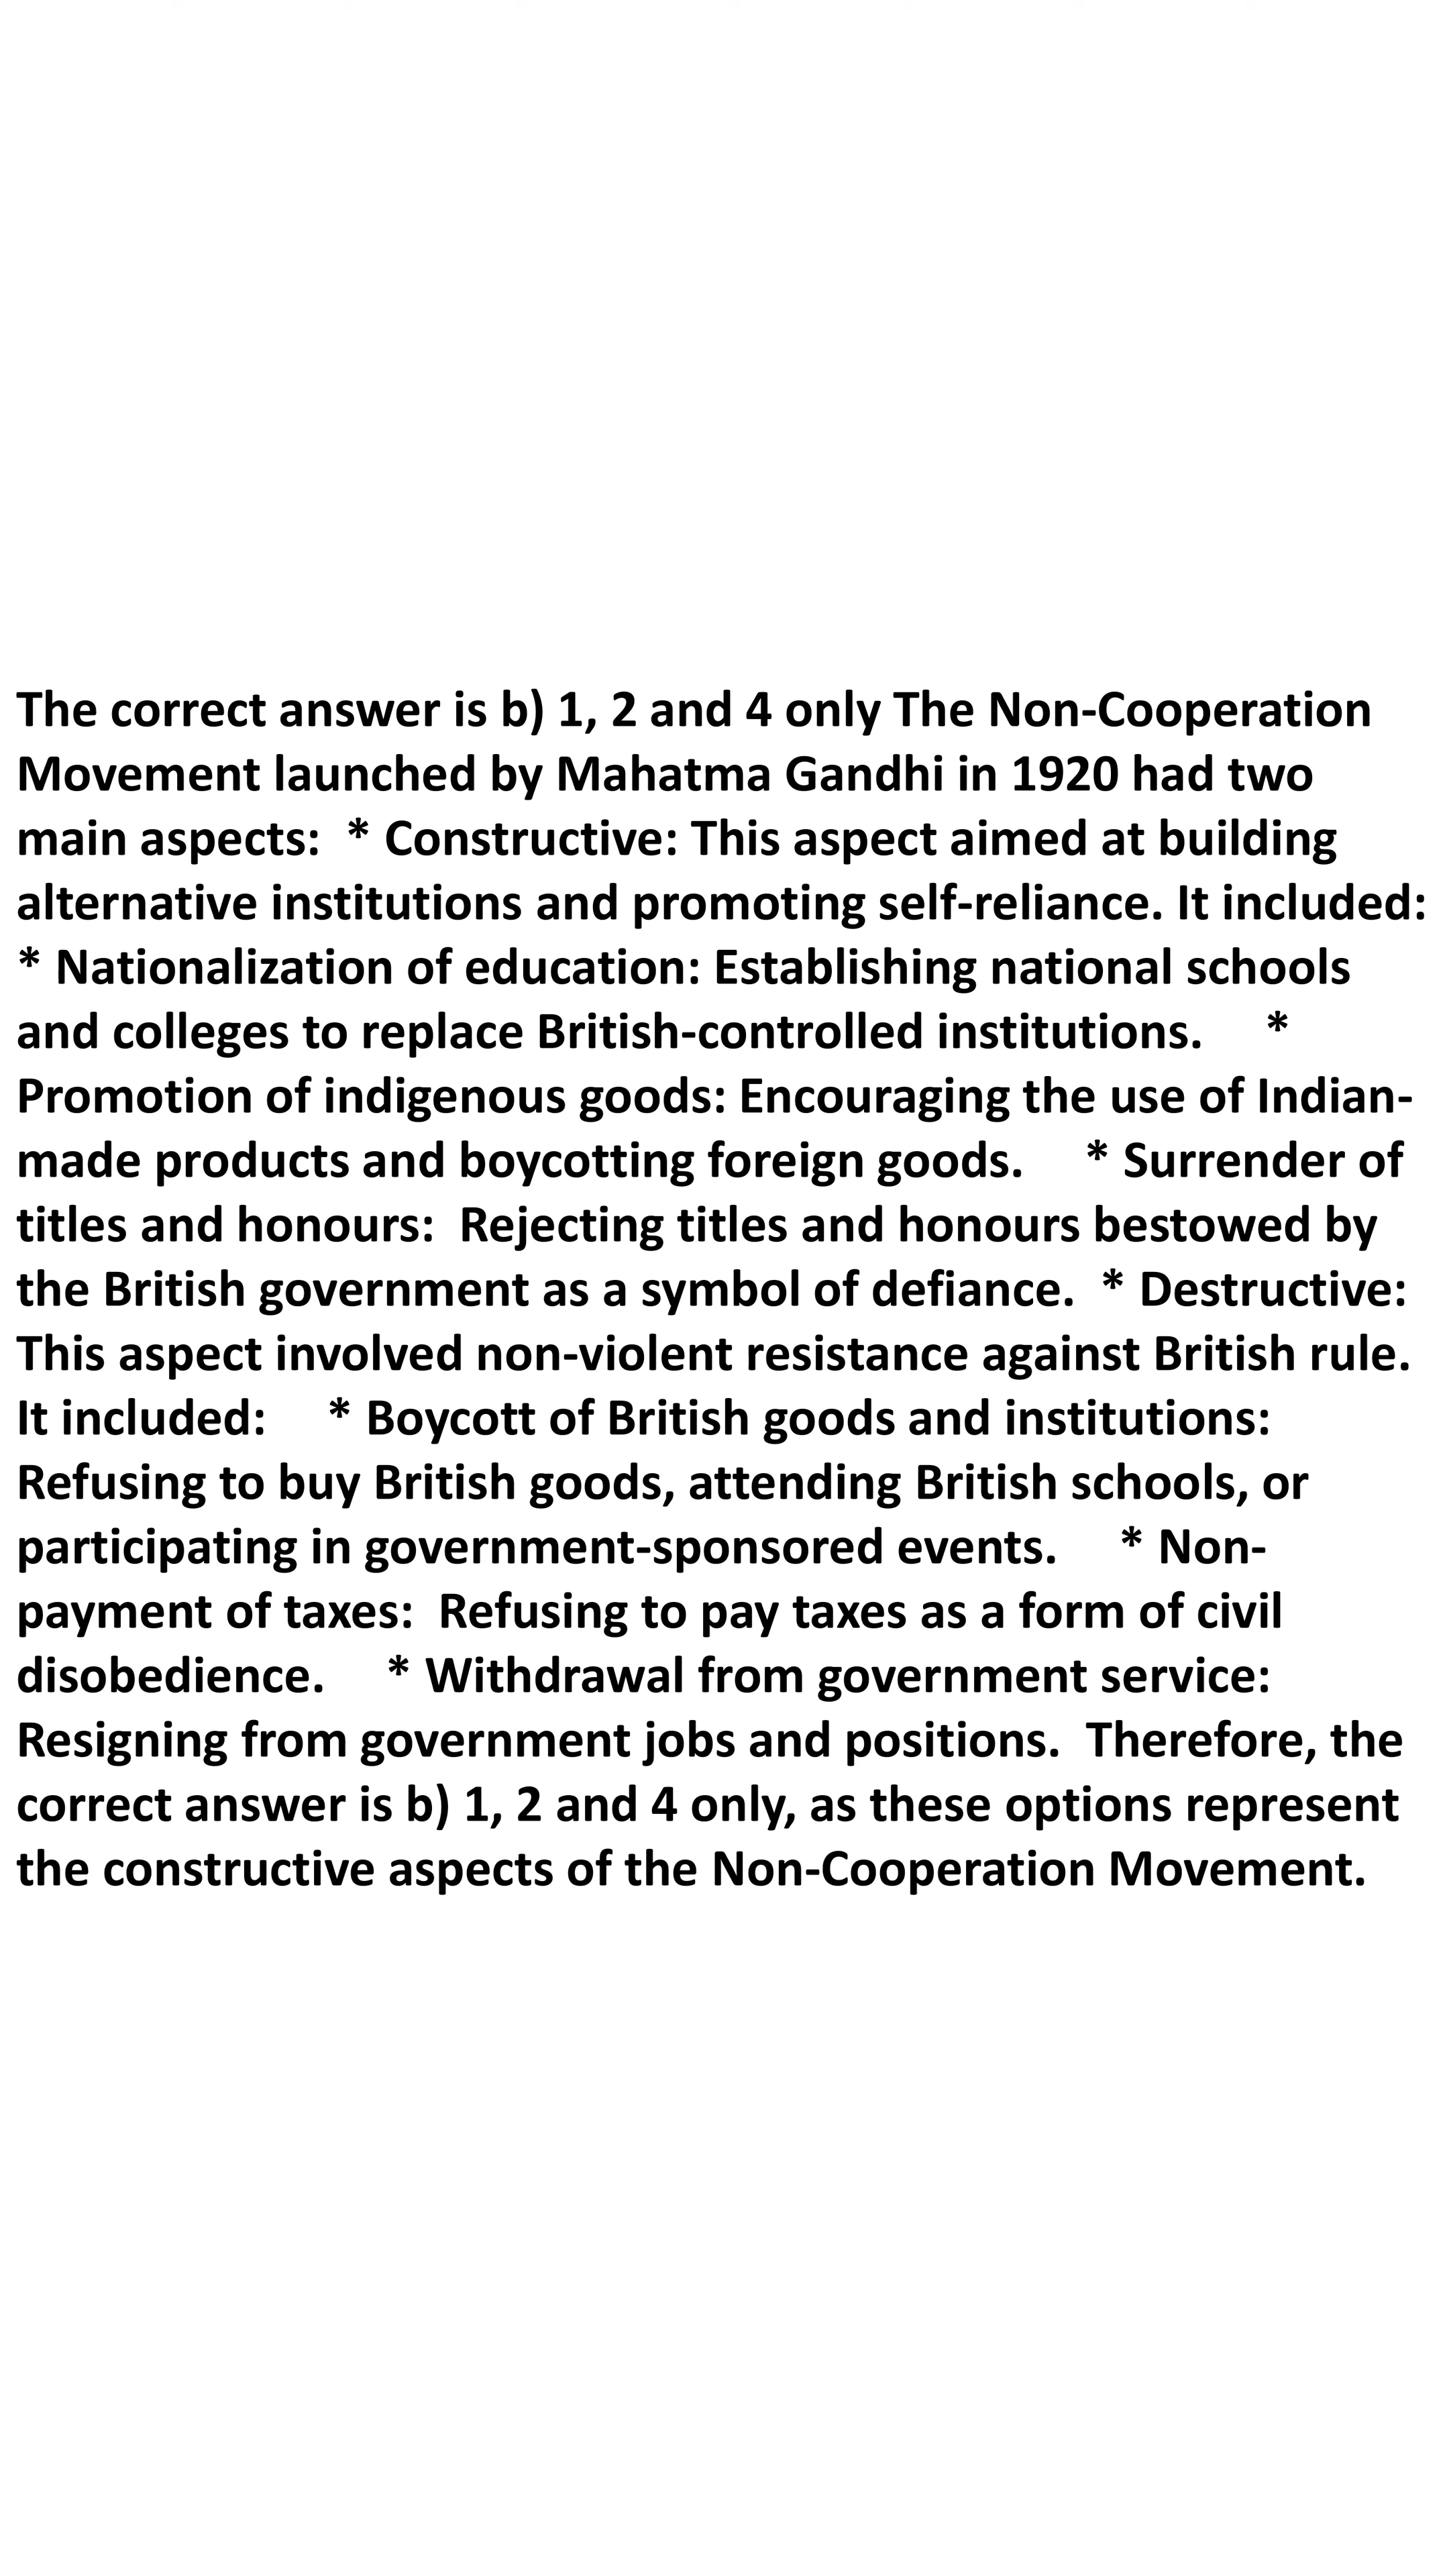 The correct answer is b) 1, 2 and 4 only The Non-Cooperation
Movement launched by Mahatma Gandhi in 1920 had two
main aspects:  * Constructive: This aspect aimed at building
alternative institutions and promoting self-reliance. It included:
* Nationalization of education: Establishing national schools
and colleges to replace British-controlled institutions.     *
Promotion of indigenous goods: Encouraging the use of Indian-
made products and boycotting foreign goods.     * Surrender of
titles and honours:  Rejecting titles and honours bestowed by
the British government as a symbol of defiance.  * Destructive:
This aspect involved non-violent resistance against British rule.
It included:     * Boycott of British goods and institutions:
Refusing to buy British goods, attending British schools, or
participating in government-sponsored events.     * Non-
payment of taxes:  Refusing to pay taxes as a form of civil
disobedience.     * Withdrawal from government service:
Resigning from government jobs and positions.  Therefore, the
correct answer is b) 1, 2 and 4 only, as these options represent
the constructive aspects of the Non-Cooperation Movement.